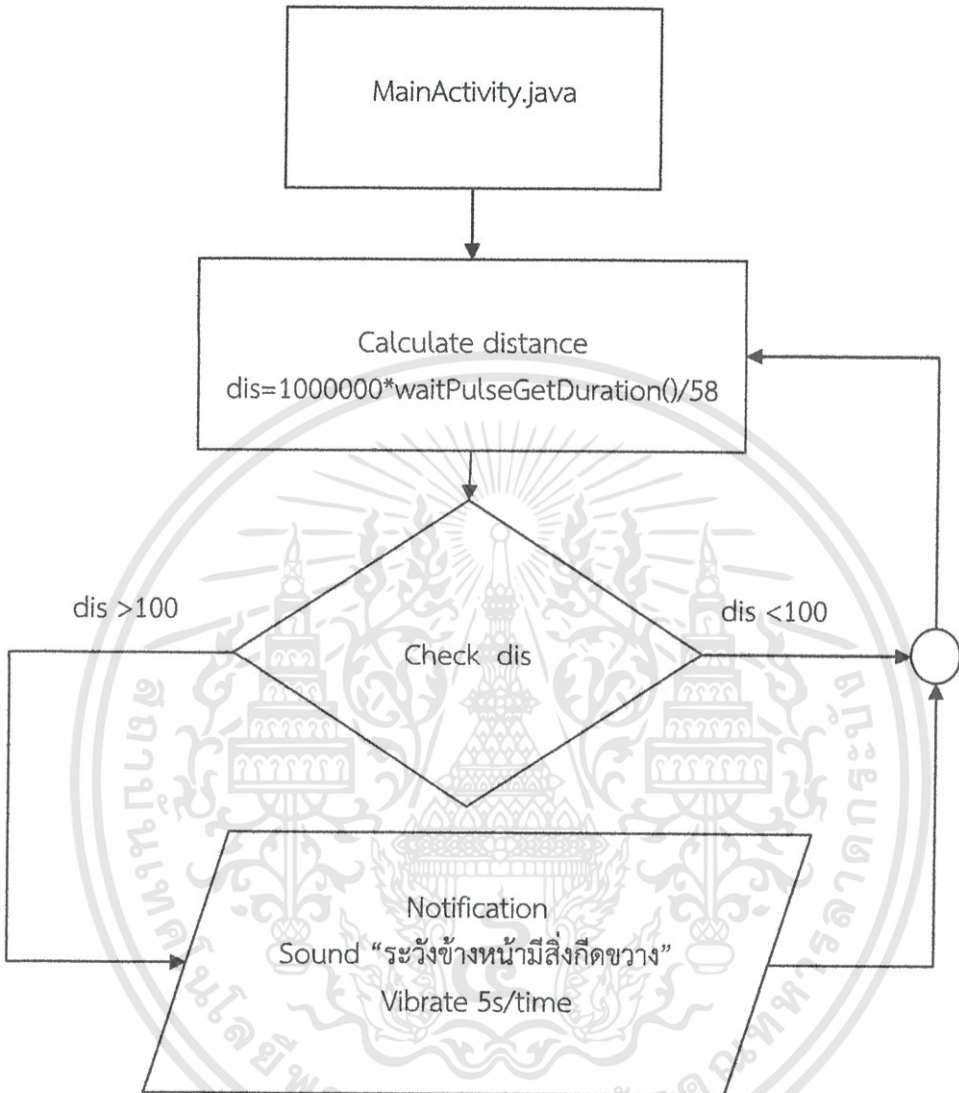 MainActivity.java
Calculate distance
dis=1000000*waitPulseGetDuration()/58
dis >100
Check dis
dis <100
Notification
Sound “ระวังข้างหน้ามีสิ่งกีดขวาง”
Vibrate 5s/time